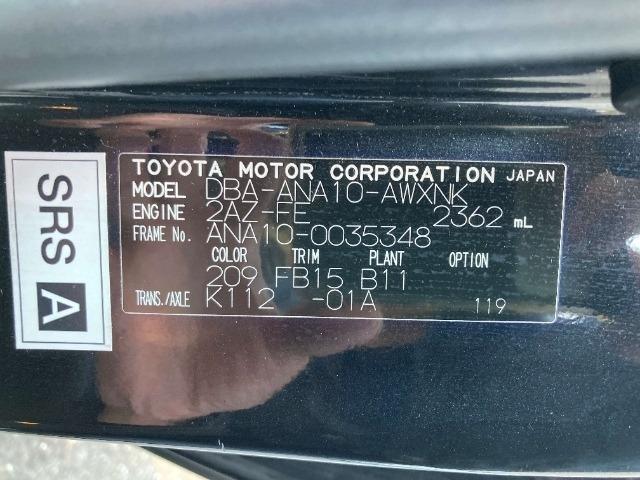 SRS A
TOYOTA MOTOR CORPORATION JAPAN
MODEL DBA-ANA10-AWXNK
ENGINE 2AZ-FE 2362 mL
FRAME No. ANA10-0035348
COLOR TRIM PLANT OPTION
209 FB15 B11
TRANS./AXLE K112 -01A 119